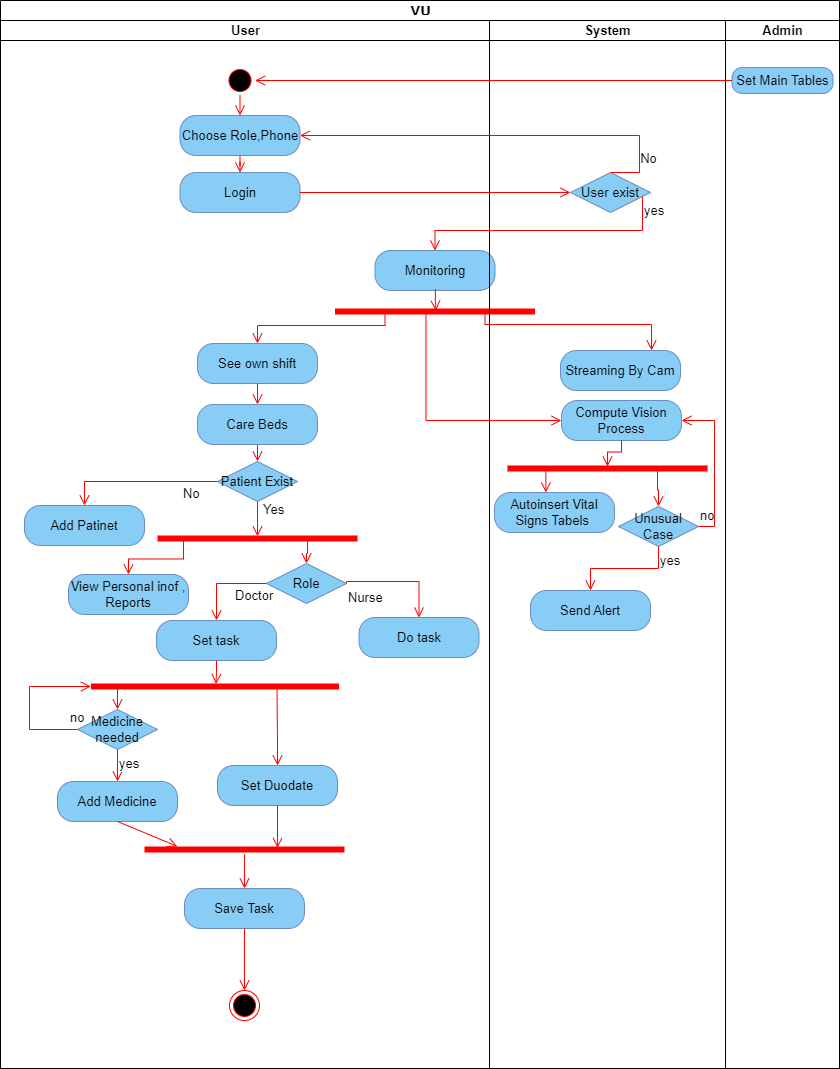 VU
User
System
Admin
Set Main Tables
Choose Role,Phone
No
Login
User exist
yes
Monitoring
See own shift
Streaming By Cam
Care Beds
Compute Vision
Process
Patient Exist
No
Yes
Add Patinet
Autoinsert Vital
Signs Tabels
Unusual
Case
no
yes
View Personal inof ,
Reports
Role
Doctor
Nurse
Send Alert
Set task
Do task
no
Medicine
needed
yes
Add Medicine
Set Duodate
Save Task